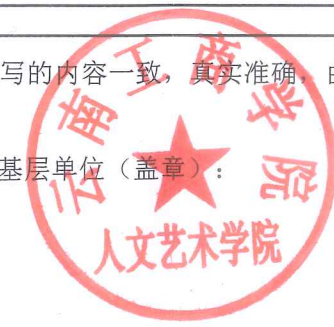 写的内容一致，真实准确，由
基层单位（盖章）：
云南工商学院
人文艺术学院